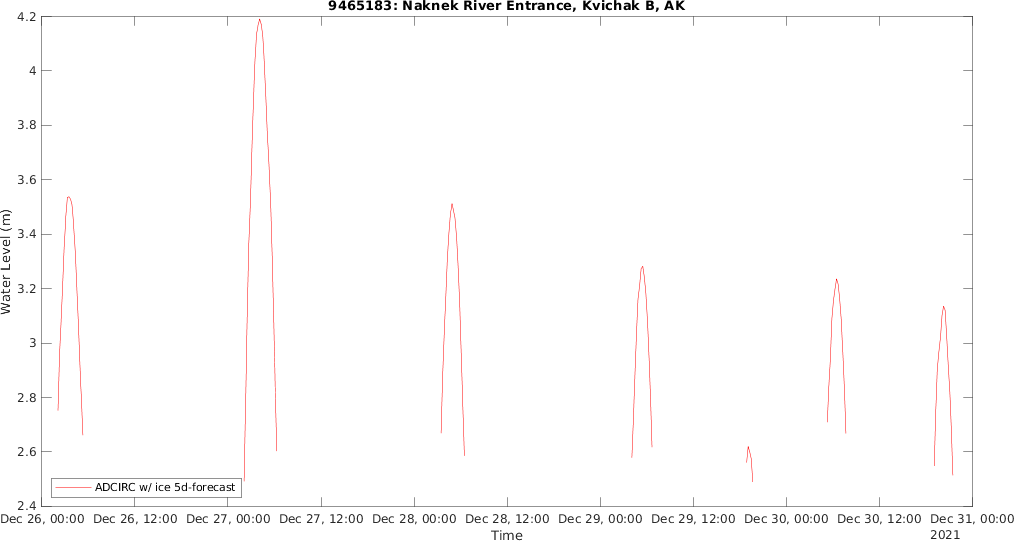 9465183: Naknek River Entrance, Kvichak B, AK
4.2
4
3.8
3.6
3.4
3.2
3
2.8
2.6
2.4
Water Level (m)
ADCIRC w/ ice 5d-forecast
Dec 26, 00:00 Dec 26, 12:00 Dec 27, 00:00 Dec 27, 12:00 Dec 28, 00:00 Dec 28, 12:00 Dec 29, 00:00 Dec 29, 12:00 Dec 30, 00:00 Dec 30, 12:00 Dec 31, 00:00
Time
2021